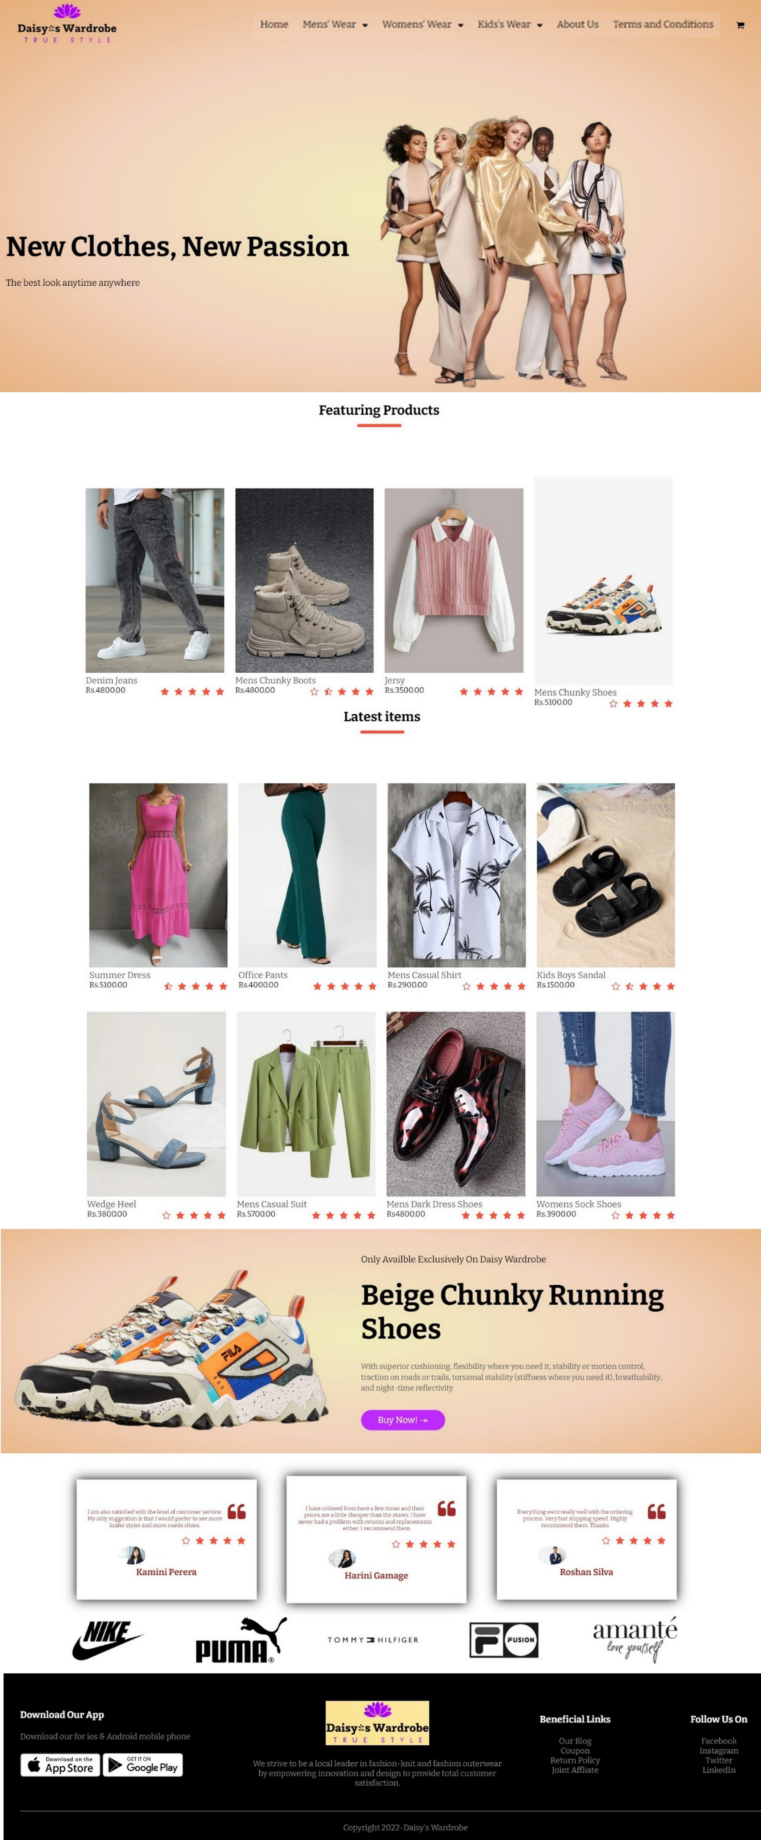 Daisy's Wardrobe
TRUE STYLE
Home Mens' Wear Womens' Wear Kids's Wear About Us Terms and Conditions
New Clothes, New Passion
The best look anytime anywhere
Featuring Products
Denim Jeans
Rs.4800.00
Mens Chunky Boots
Rs.4800.00
Jersy
Rs.3500.00
Mens Chunky Shoes
Rs.5100.00
Latest items
Summer Dress
Rs.5100.00
Office Pants
Rs.4000.00
Mens Casual Shirt
Rs.2900.00
Kids Boys Sandal
Rs.1500.00
Wedge Heel
Rs.3800.00
Mens Casual Suit
Rs.5700.00
Mens Dark Dress Shoes
Rs4800.00
Womens Sock Shoes
Rs.3900.00
FILA
Only Availble Exclusively On Daisy Wardrobe
Beige Chunky Running
Shoes
With superior cushioning, flexibility where you need it, stability or motion control,
traction on roads or trails, torsional stability (stiffness where you need it), breathability,
and night-time reflectivity
Buy Now! →
I am also satisfied with the level of customer service.
My only suggestion is that I would prefer to see more
loafer styles and more suede shoes.
Kamini Perera
I have ordered from here a few times and their
prices are a little cheaper than the stores. I have
never had a problem with returns and replacements
either. I recommend them
Harini Gamage
Everything went really well with the ordering
process. Very fast shipping speed. Highly
recommend them. Thanks
Roshan Silva
NIKE
PUMA®
TOMMY HILFIGER
F FUSION
amanté
love yourself
Download Our App
Download our for ios & Android mobile phone
Download on the
App Store
GET IT ON
Google Play
Daisy's Wardrobe
TRUE STYLE
We strive to be a local leader in fashion-knit and fashion outerwear
by empowering innovation and design to provide total customer
satisfaction.
Beneficial Links
Our Blog
Coupon
Return Policy
Joint Affliate
Follow Us On
Facebook
Instagram
Twitter
LinkedIn
Copyright 2022-Daisy's Wardrobe